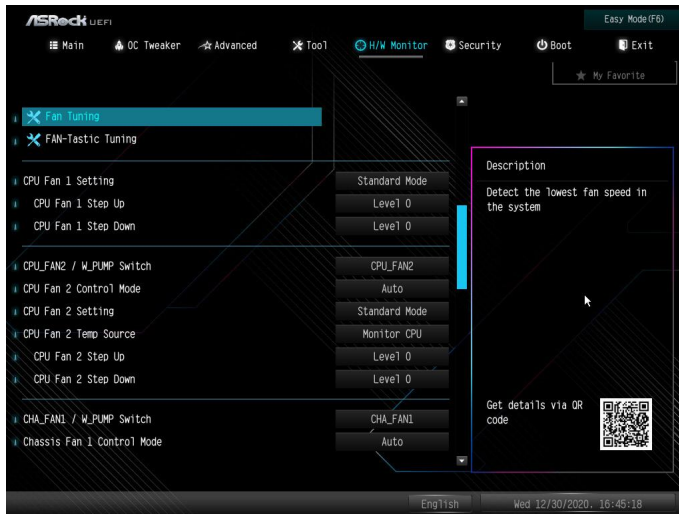 ASRock UEFI
Easy Mode(F6)
Main OC Tweaker Advanced Tool H/W Monitor Security Boot Exit
My Favorite
Fan Tuning
FAN-Tastic Tuning
CPU Fan 1 Setting Standard Mode
CPU Fan 1 Step Up Level 0
CPU Fan 1 Step Down Level 0
CPU_FAN2 / W_PUMP Switch CPU_FAN2
CPU Fan 2 Control Mode Auto
CPU Fan 2 Setting Standard Mode
CPU Fan 2 Temp Source Monitor CPU
CPU Fan 2 Step Up Level 0
CPU Fan 2 Step Down Level 0
CHA_FAN1 / W_PUMP Switch CHA_FAN1
Chassis Fan 1 Control Mode Auto
Description
Detect the lowest fan speed in
the system
Get details via QR
code
English
Wed 12/30/2020. 16:45:18